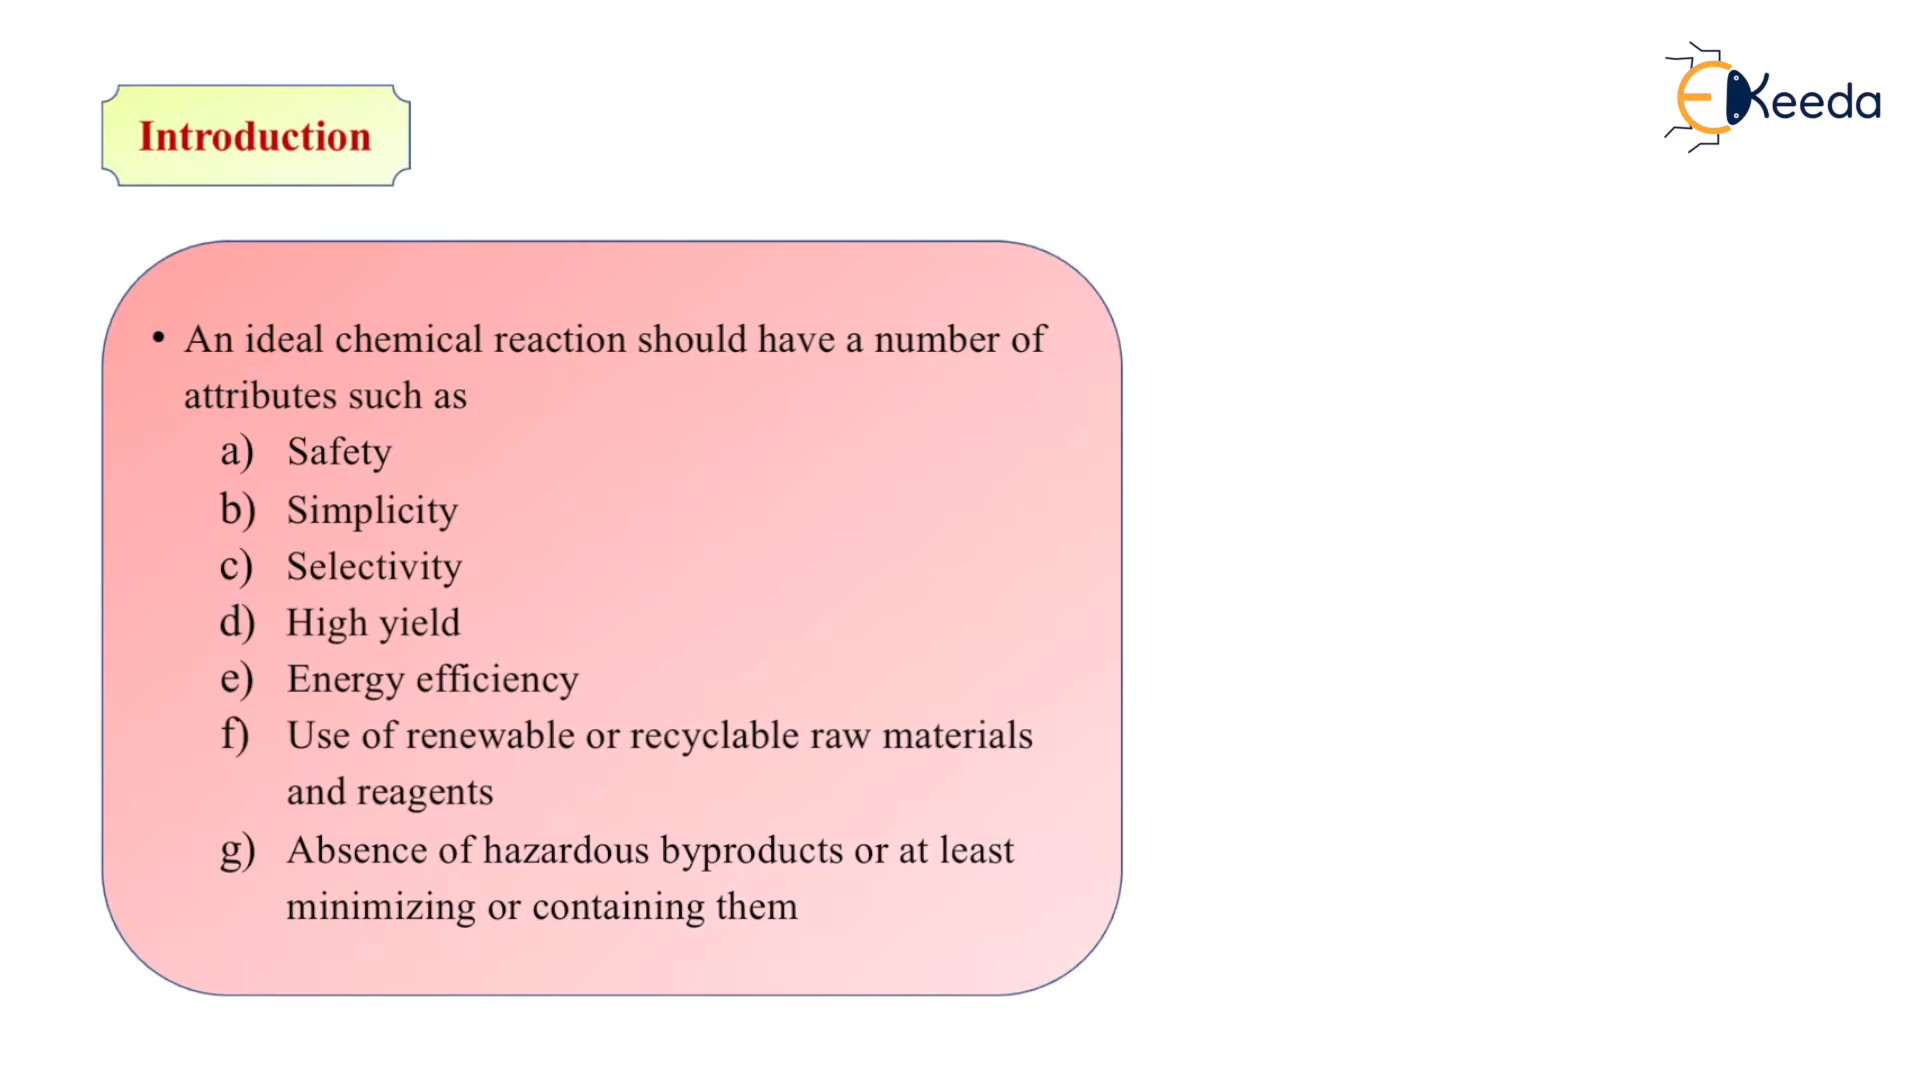 EKeeda
Introduction
• An ideal chemical reaction should have a number of
attributes such as
a) Safety
b) Simplicity
c) Selectivity
d) High yield
e) Energy efficiency
f) Use of renewable or recyclable raw materials
and reagents
g) Absence of hazardous byproducts or at least
minimizing or containing them